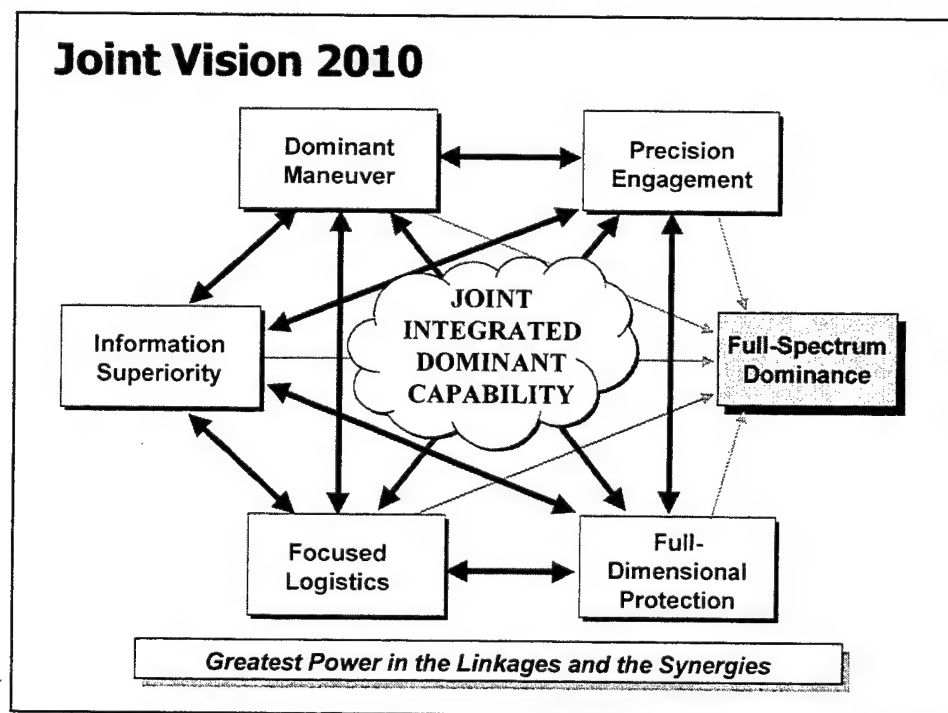 Joint Vision 2010
Dominant
Maneuver
Precision
Engagement
JOINT
INTEGRATED
DOMINANT
CAPABILITY
Information
Superiority
Full-Spectrum
Dominance
Focused
Logistics
Full-
Dimensional
Protection
Greatest Power in the Linkages and the Synergies